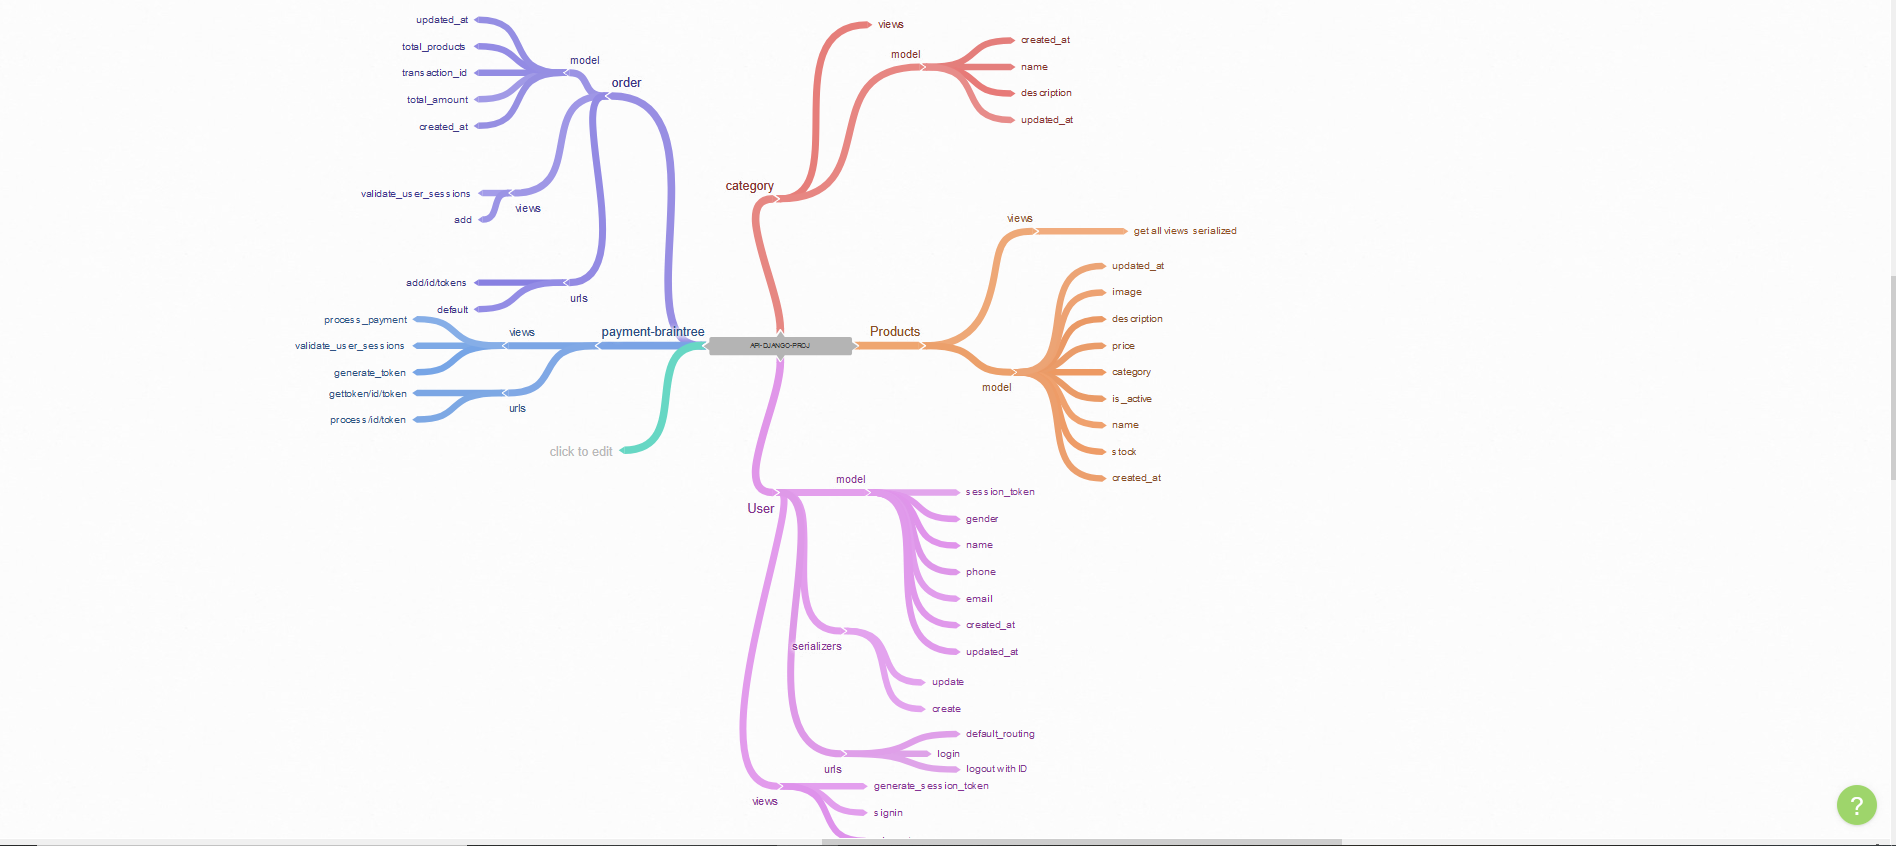 updated_at
total_products
transaction_id
total_amount
created_at
model
order
validate_user_sessions
add
views
add/id/tokens
default
urls
process_payment
validate_user_sessions
generate_token
views
payment-braintree
gettoken/id/token
process/id/token
urls
click to edit
API-DJANGO-PROJ
category
views
model
created_at
name
description
updated_at
Products
views
get all views serialized
model
updated_at
image
description
price
category
is_active
name
stock
created_at
User
model
session_token
gender
name
phone
email
created_at
updated_at
serializers
update
create
urls
default_routing
login
logout with ID
views
generate_session_token
signin
?